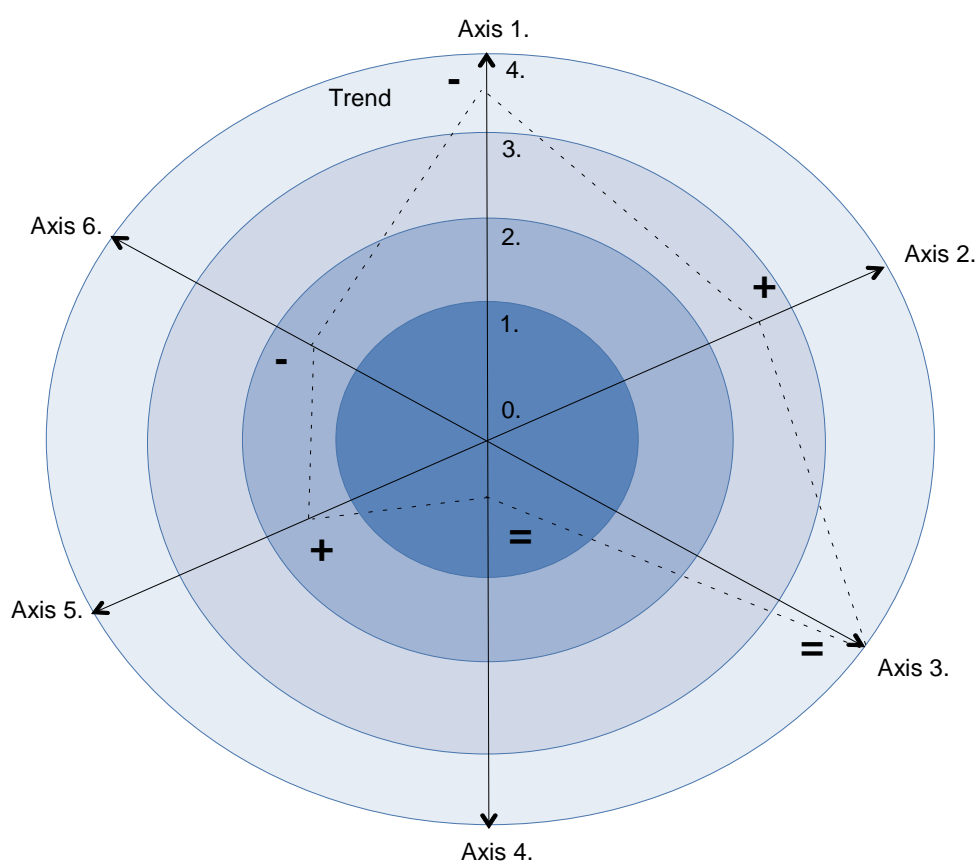 Axis 1.
4.
-
Trend
3.
Axis 6.
2.
Axis 2.
+
1.
-
0.
=
+
Axis 5.
=
Axis 3.
Axis 4.